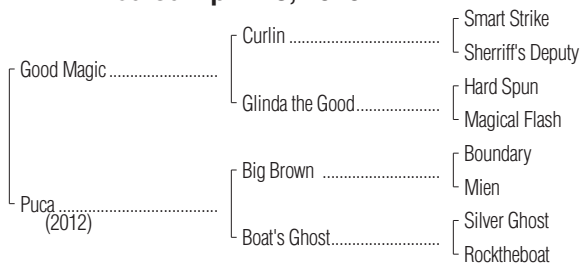 Smart Strike
Curlin
Sherriff's Deputy
Good Magic
Hard Spun
Glinda the Good
Magical Flash
Boundary
Big Brown
Mien
Puca
(2012)
Silver Ghost
Boat's Ghost
Rocktheboat